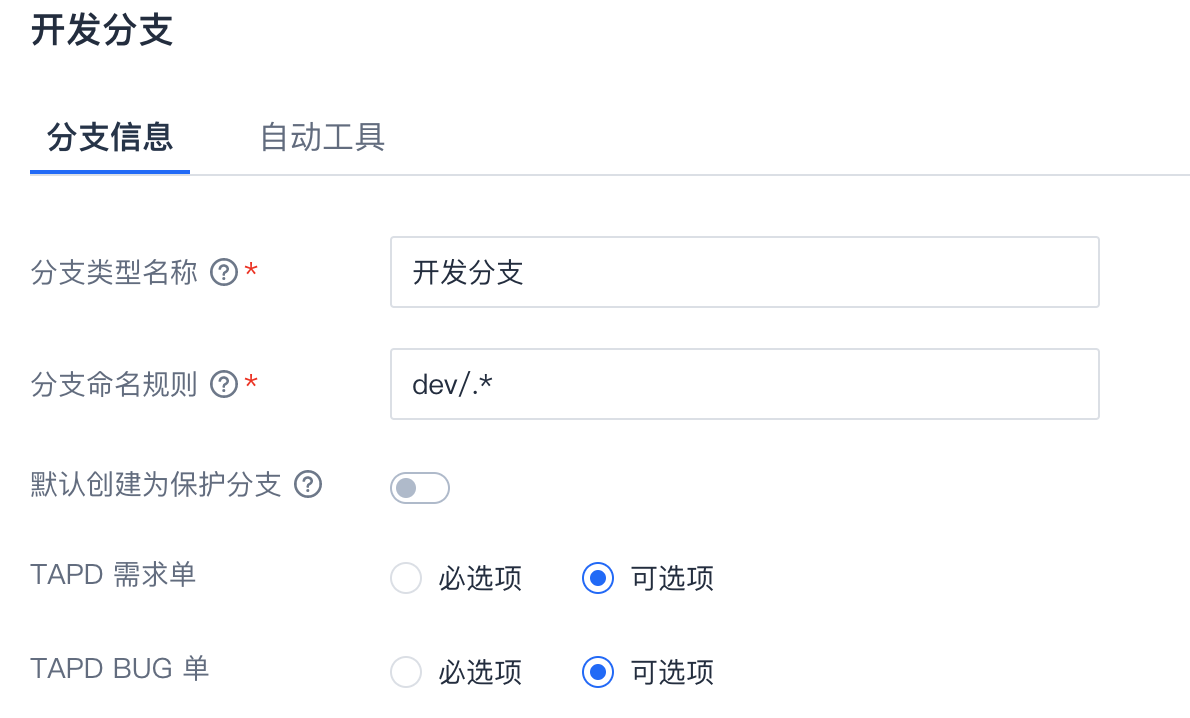 开发分支
分支信息 自动工具
分支类型名称 ? * 开发分支
分支命名规则 ? * dev/.*
默认创建为保护分支 ?
TAPD 需求单 必选项 可选项
TAPD BUG 单 必选项 可选项